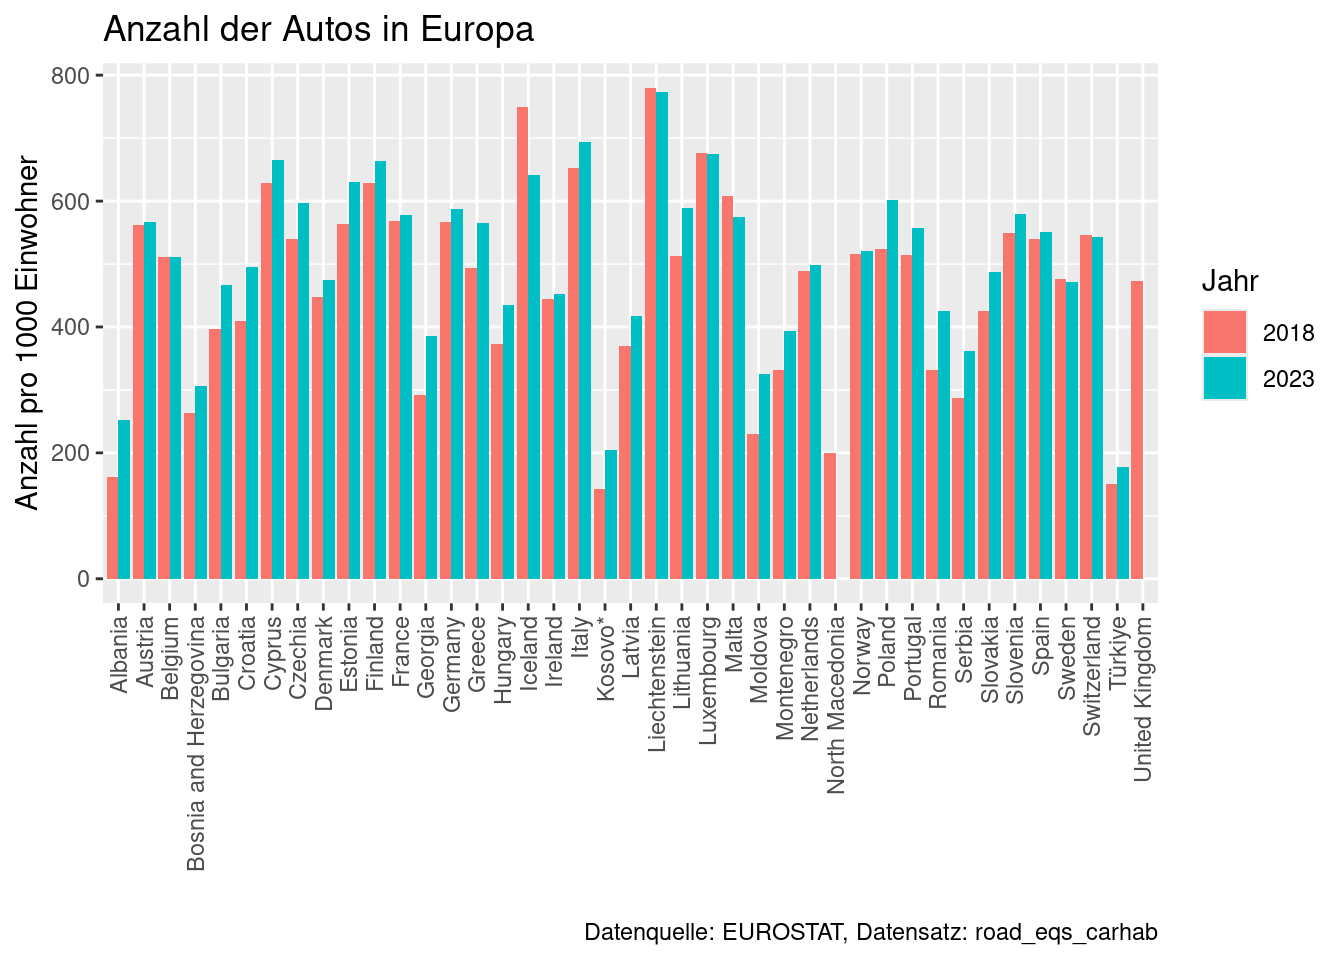 Anzahl der Autos in Europa
Anzahl pro 1000 Einwohner
800
600
400
200
0
Albania
Austria
Belgium
Bosnia and Herzegovina
Bulgaria
Croatia
Cyprus
Czechia
Denmark
Estonia
Finland
France
Georgia
Germany
Greece
Hungary
Iceland
Ireland
Italy
Kosovo*
Latvia
Liechtenstein
Lithuania
Luxembourg
Malta
Moldova
Montenegro
Netherlands
North Macedonia
Norway
Poland
Portugal
Romania
Serbia
Slovakia
Slovenia
Spain
Sweden
Switzerland
Türkiye
United Kingdom
Jahr
2018
2023
Datenquelle: EUROSTAT, Datensatz: road_eqs_carhab